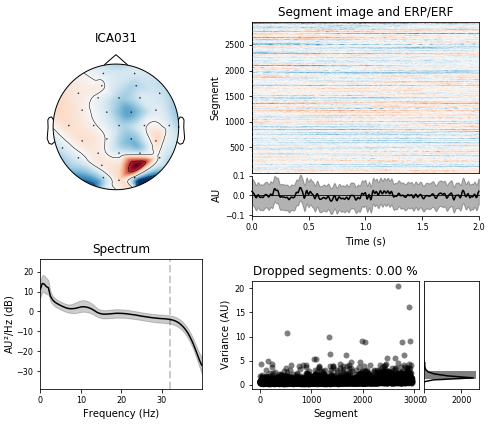 ICA031
Segment image and ERP/ERF
Segment
2500
2000
1500
1000
500
AU
0.1
0.0
−0.1
0.0 0.5 1.0 1.5 2.0
Time (s)
Spectrum
AU²/Hz (dB)
20
10
0
−10
−20
−30
0 10 20 30
Frequency (Hz)
Dropped segments: 0.00 %
Variance (AU)
20
15
10
5
0
0 1000 2000 3000
Segment
0 2000